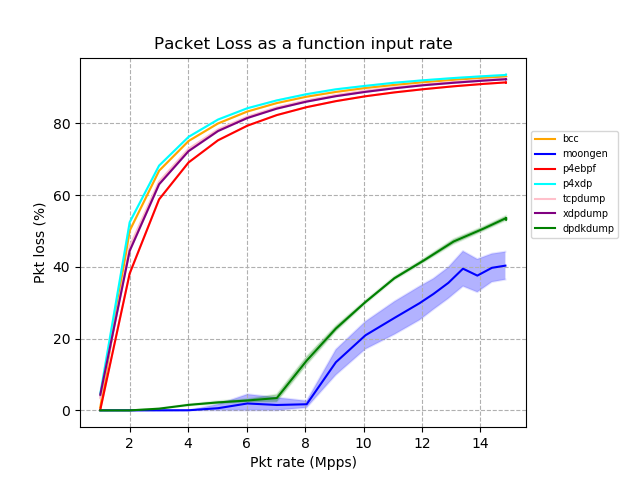 Packet Loss as a function input rate
Pkt loss (%)
80
60
40
20
0
2 4 6 8 10 12 14
Pkt rate (Mpps)
bcc
moongen
p4ebpf
p4xdp
tcpdump
xdpdump
dpdkdump